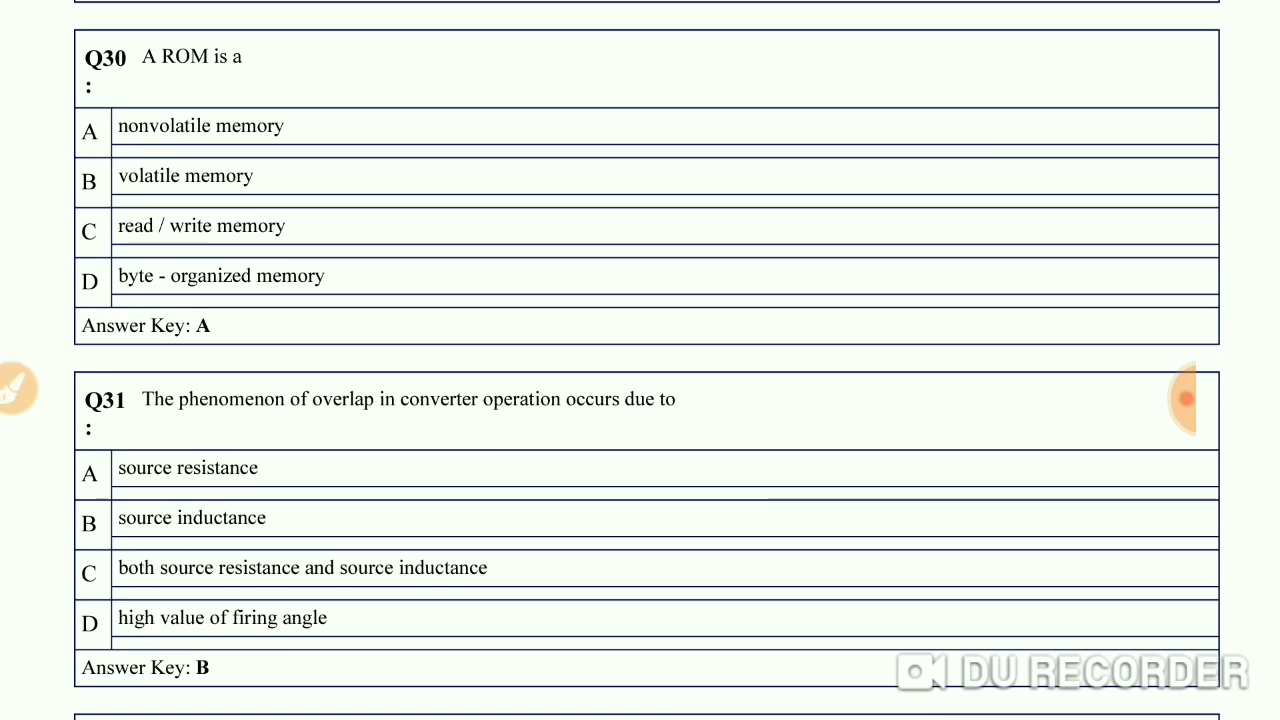 Q30 A ROM is a
:
A nonvolatile memory
B volatile memory
C read / write memory
D byte - organized memory
Answer Key: A
Q31 The phenomenon of overlap in converter operation occurs due to
:
A source resistance
B source inductance
C both source resistance and source inductance
D high value of firing angle
Answer Key: B
DU RECORDER